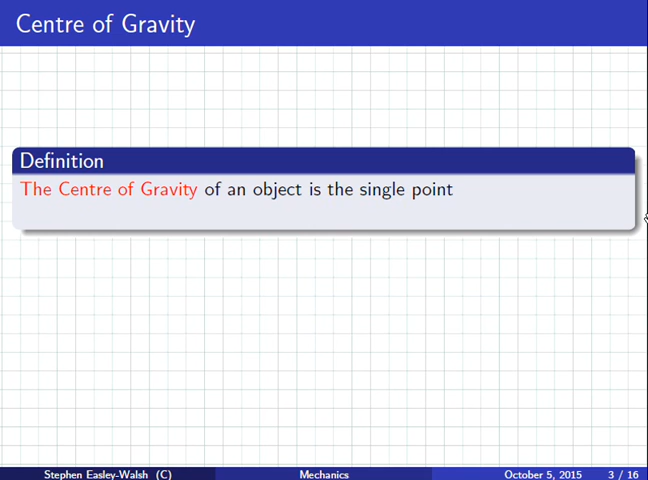 Centre of Gravity
Definition
The Centre of Gravity of an object is the single point
Stephen Easley-Walsh (C) Mechanics October 5, 2015 3 / 16